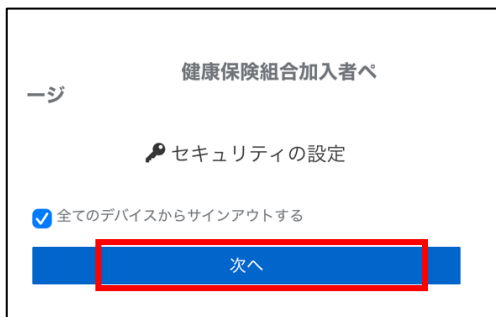 健康保険組合加入者ペ
ージ
セキュリティの設定
全てのデバイスからサインアウトする
次へ